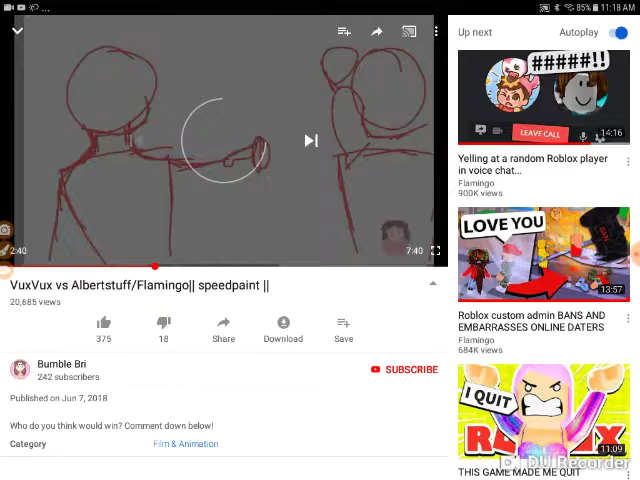 ... 85% 11:18 AM
Up next Autoplay
#####!!
LEAVE CALL
14:16
Yelling at a random Roblox player
in voice chat...
Flamingo
900K views
2:40 7:40
LOVE YOU
13:57
VuxVux vs Albertstuff/Flamingo|| speedpaint ||
20,685 views
Roblox custom admin BANS AND
EMBARRASSES ONLINE DATERS
Flamingo
684K views
375 18 Share Download Save
Bumble Bri
242 subscribers
SUBSCRIBE
I QUIT
11:09
Published on Jun 7, 2018
Who do you think would win? Comment down below!
Category Film & Animation
DU Recorder
THIS GAME MADE ME QUIT